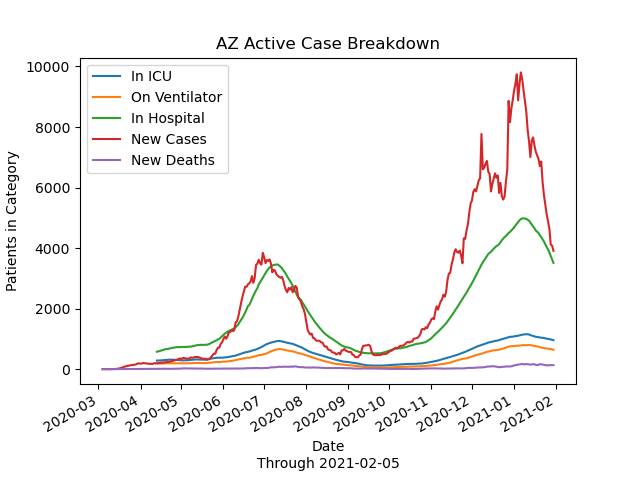 AZ Active Case Breakdown
In ICU
On Ventilator
In Hospital
New Cases
New Deaths
10000
8000
6000
4000
2000
0
Patients in Category
2020-03
2020-04
2020-05
2020-06
2020-07
2020-08
2020-09
2020-10
2020-11
2020-12
2021-01
2021-02
Date
Through 2021-02-05